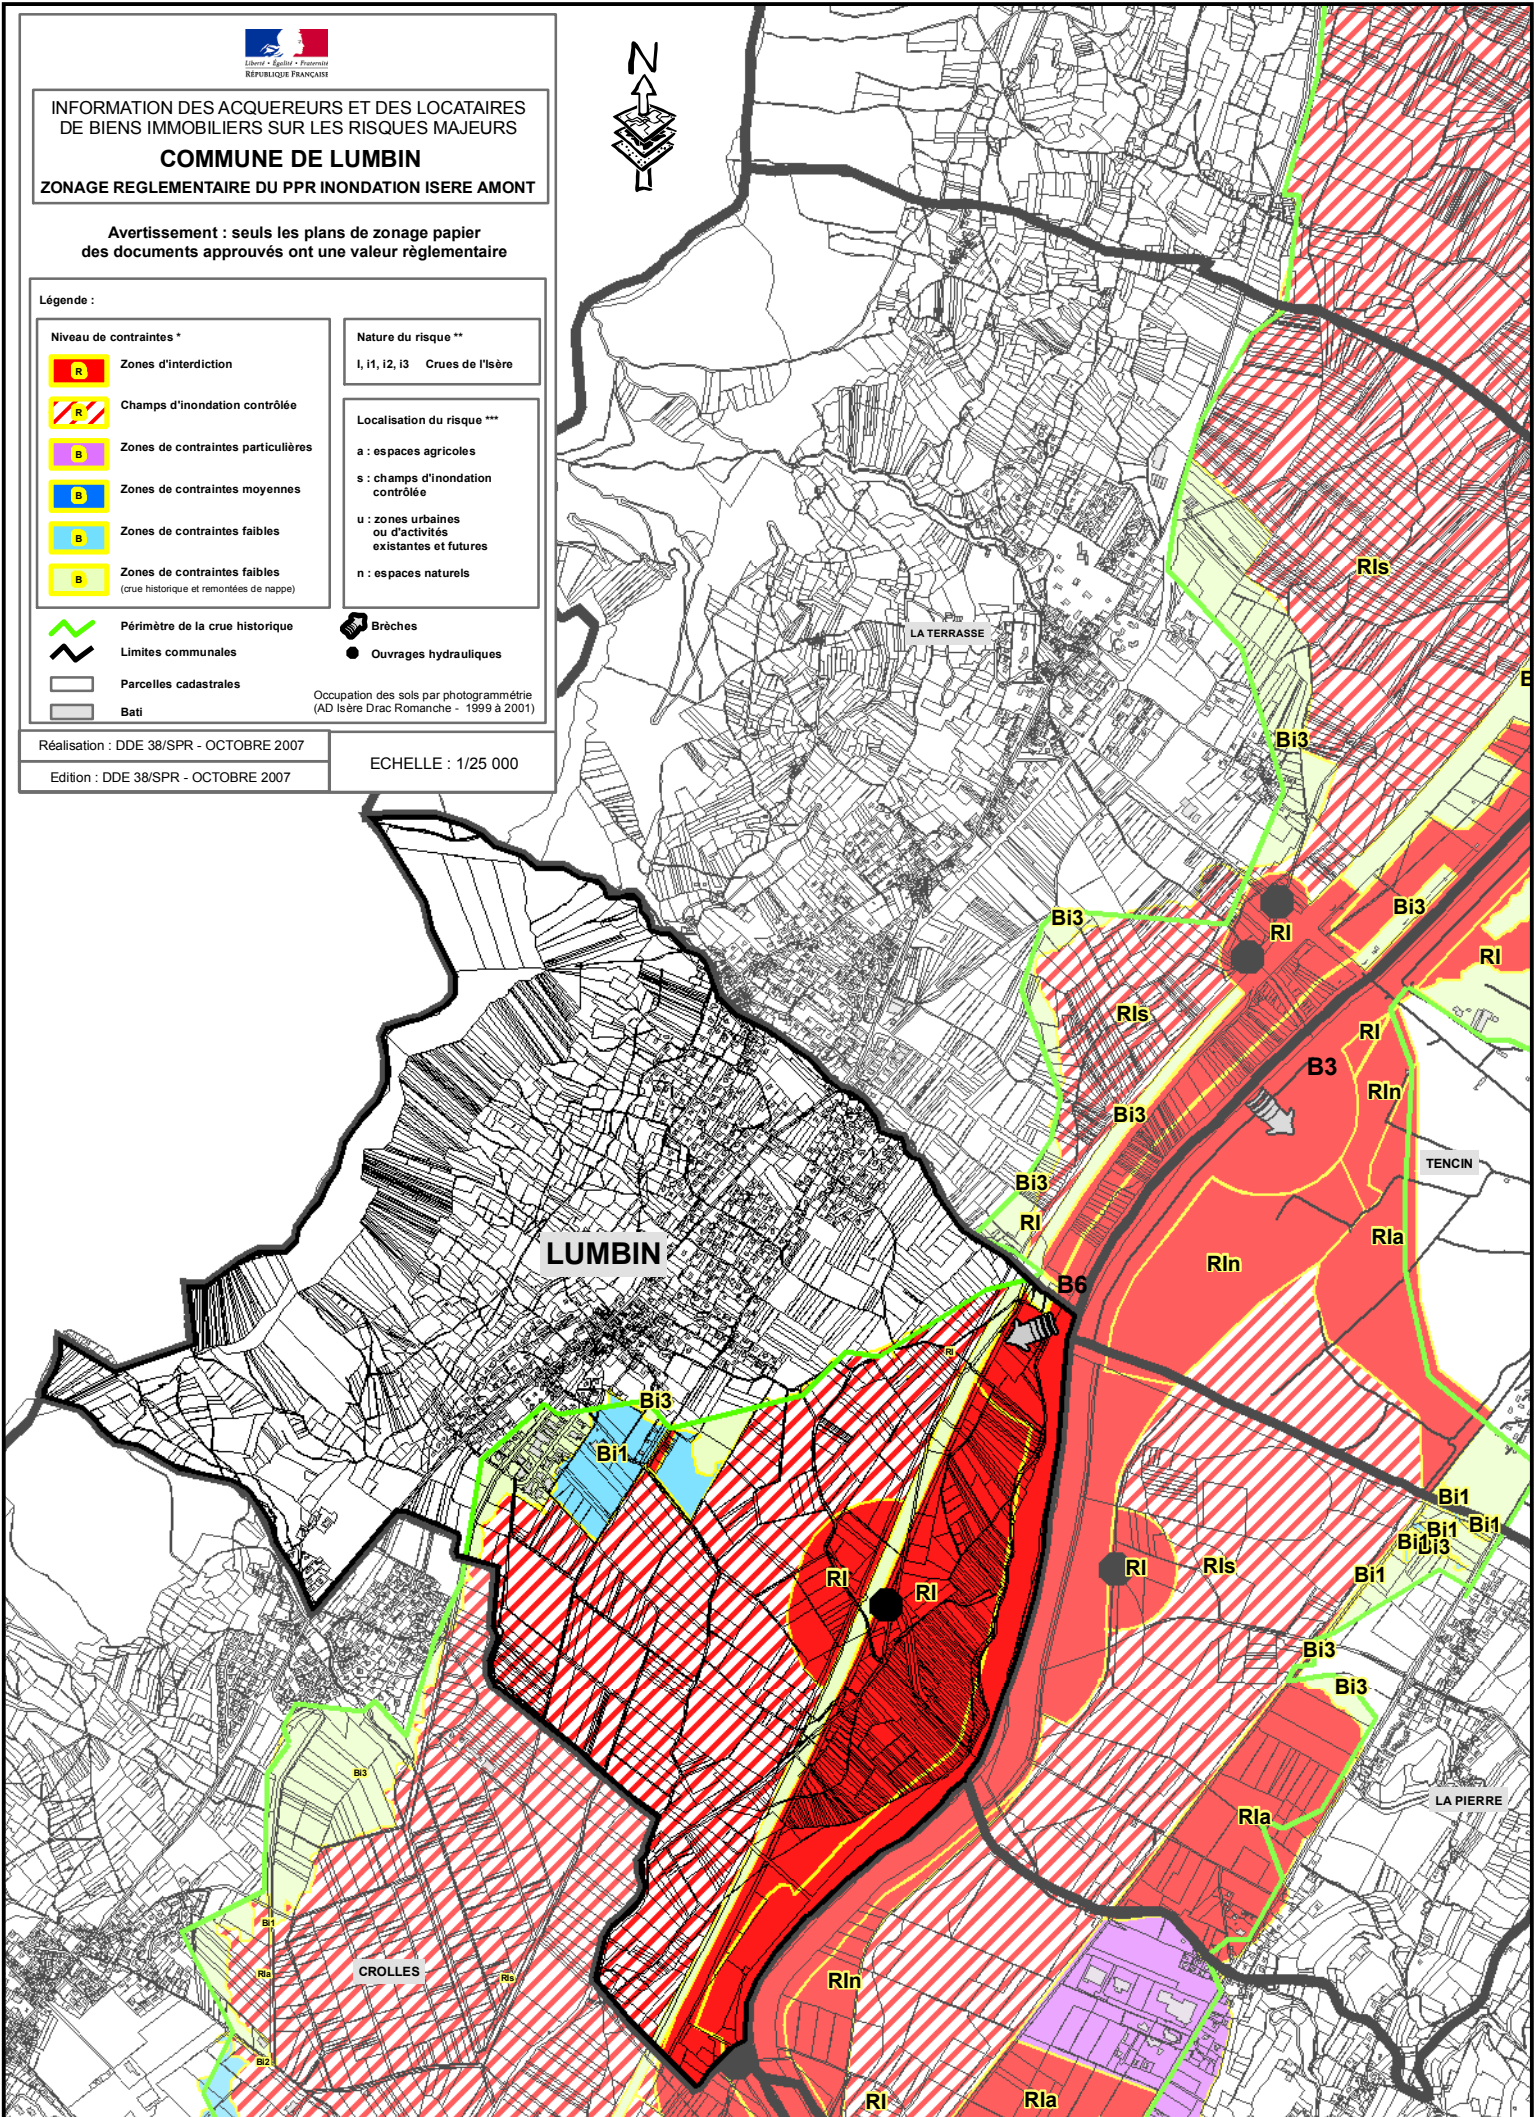 Liberté • Égalité • Fraternité
RÉPUBLIQUE FRANÇAISE
INFORMATION DES ACQUEREURS ET DES LOCATAIRES
DE BIENS IMMOBILIERS SUR LES RISQUES MAJEURS
COMMUNE DE LUMBIN
ZONAGE REGLEMENTAIRE DU PPR INONDATION ISERE AMONT
Avertissement : seuls les plans de zonage papier
des documents approuvés ont une valeur règlementaire
Légende :
Niveau de contraintes *
R Zones d'interdiction
R Champs d'inondation contrôlée
B Zones de contraintes particulières
B Zones de contraintes moyennes
B Zones de contraintes faibles
B Zones de contraintes faibles
(crue historique et remontées de nappe)
Nature du risque **
I, i1, i2, i3 Crues de l'Isère
Localisation du risque ***
a : espaces agricoles
s : champs d'inondation
contrôlée
u : zones urbaines
ou d'activités
existantes et futures
n : espaces naturels
Périmètre de la crue historique
Limites communales
Parcelles cadastrales
Bati
Brèches
Ouvrages hydrauliques
Occupation des sols par photogrammétrie
(AD Isère Drac Romanche - 1999 à 2001)
Réalisation : DDE 38/SPR - OCTOBRE 2007
Edition : DDE 38/SPR - OCTOBRE 2007
ECHELLE : 1/25 000
N
RIs
LA TERRASSE
B
Bi3
Bi3
Bi3
RI
RI
RIs
RI
B3
RIn
Bi3
TENCIN
Bi3
RI
RIa
LUMBIN
RIn
B6
RI
Bi3
Bi1
Bi1
Bi1
Bi1
Bi3
RI
RI
RI
RIs
Bi1
Bi3
Bi3
Bi3
LA PIERRE
RIa
Bi1
CROLLES
RIa
RIs
RIn
Bi2
RI
RIa